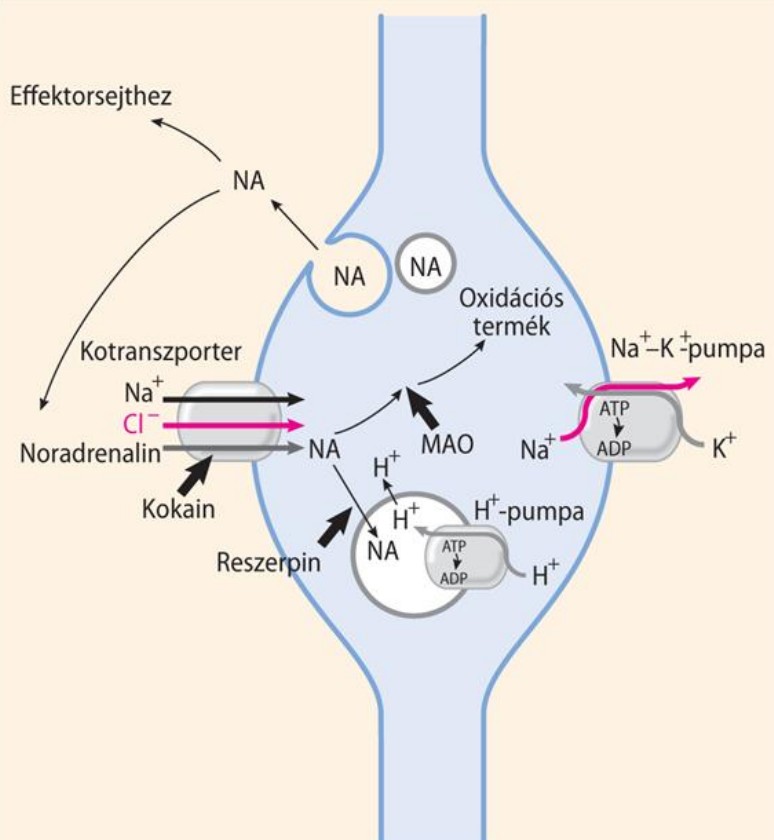 Effektorsejthez
NA
NA
NA
Oxidációs
termék
Kotranszporter
Na⁺
Cl⁻
Noradrenalin
Kokain
NA
MAO
Na⁺–K⁺-pumpa
ATP
ADP
Na⁺
K⁺
H⁺
H⁺
NA
Reszerpin
H⁺-pumpa
ATP
ADP
H⁺